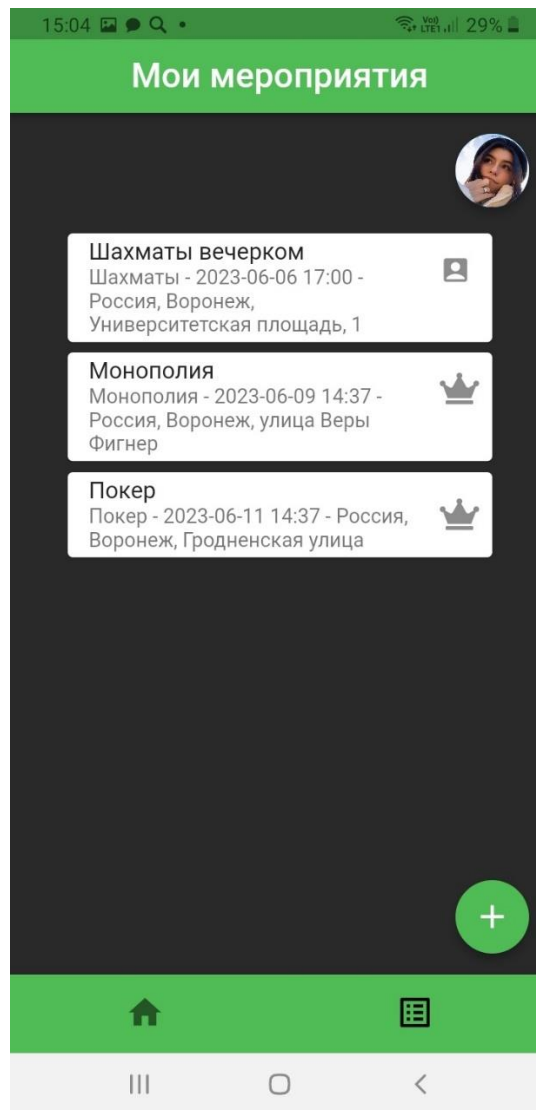 15:04
Vo))
LTE1
29%
Мои мероприятия
Шахматы вечерком
Шахматы - 2023-06-06 17:00 -
Россия, Воронеж,
Университетская площадь, 1
Монополия
Монополия - 2023-06-09 14:37 -
Россия, Воронеж, улица Веры
Фигнер
Покер
Покер - 2023-06-11 14:37 - Россия,
Воронеж, Гродненская улица